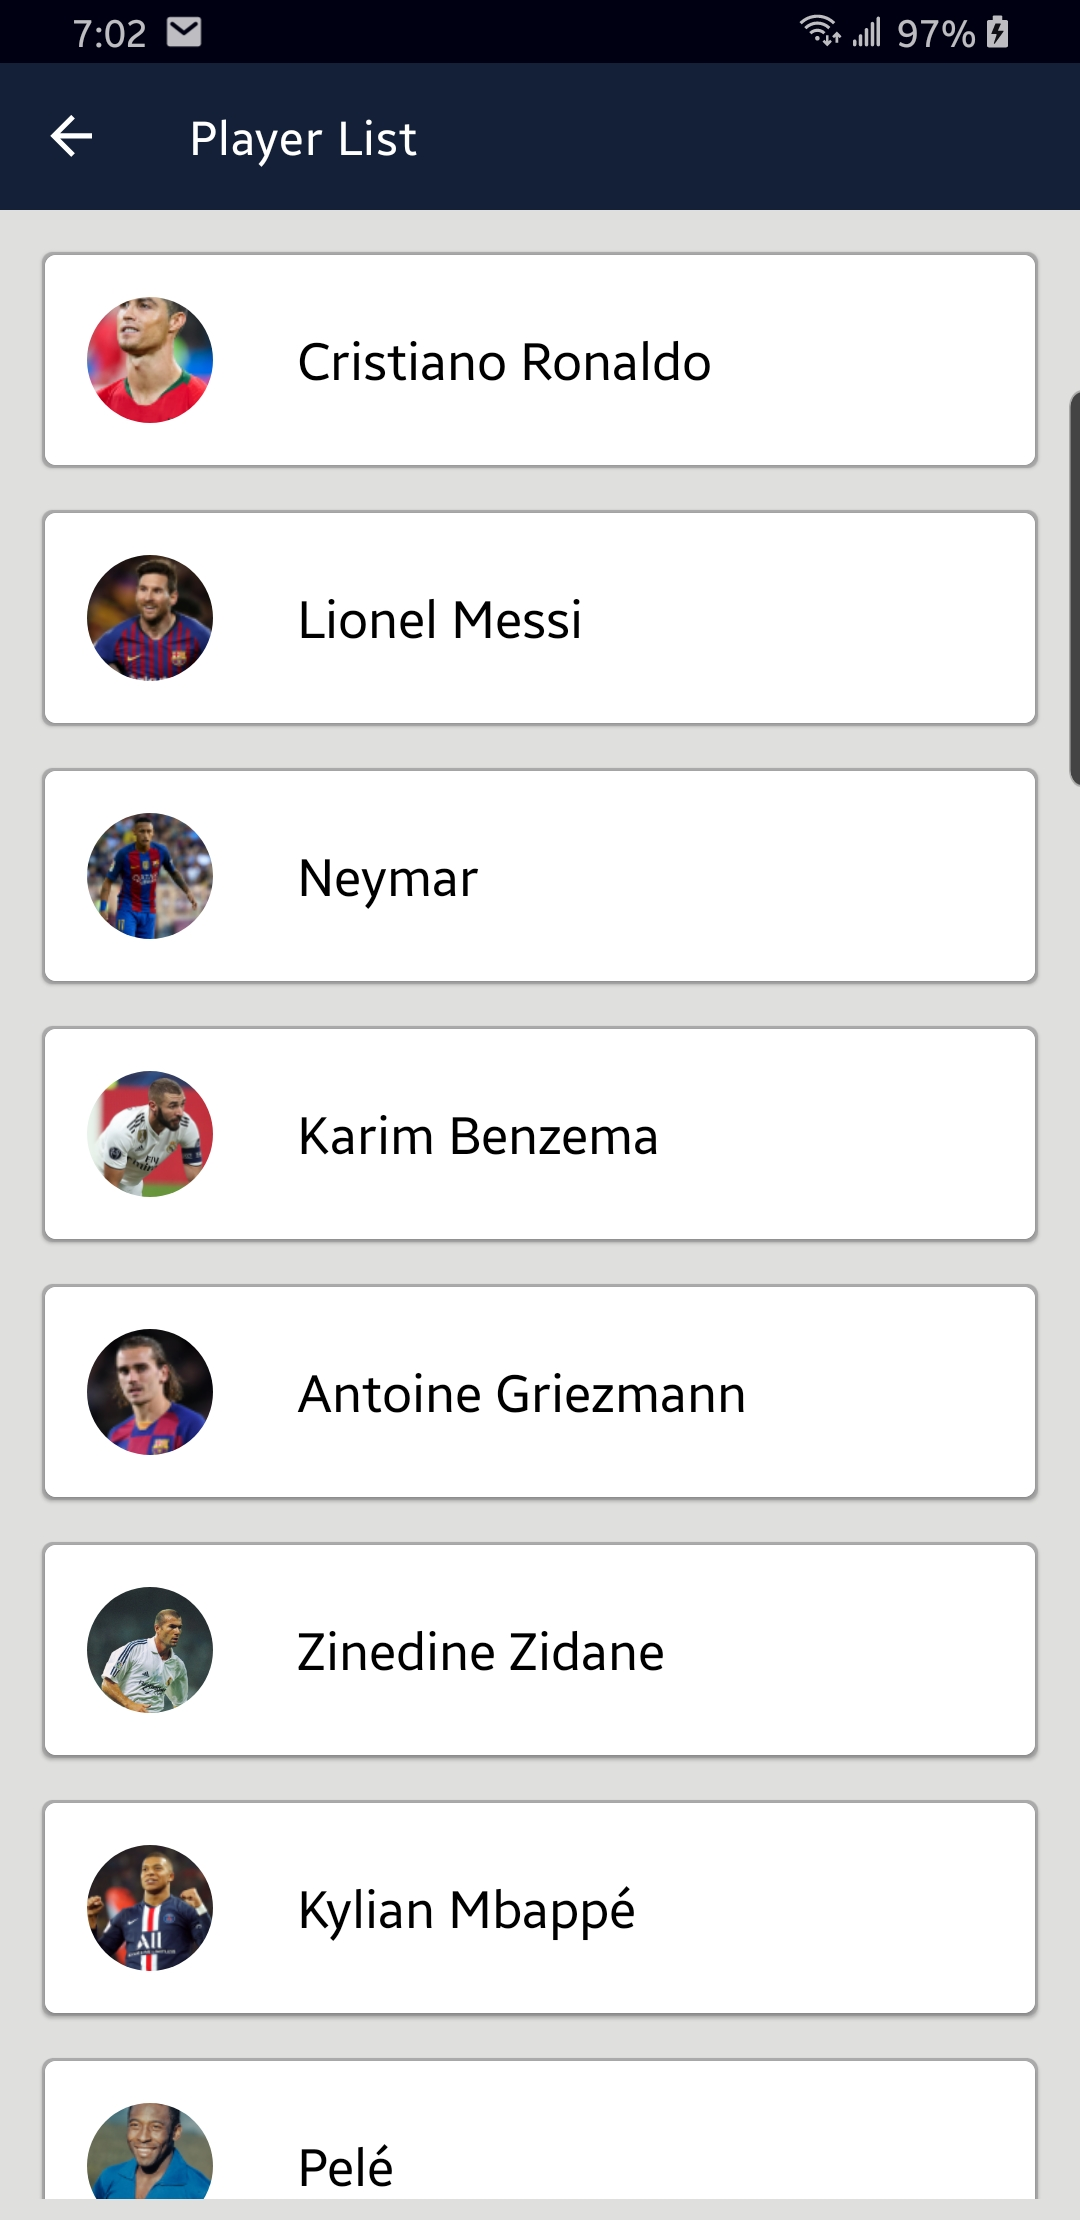 7:02 97%
Player List
Cristiano Ronaldo
Lionel Messi
Neymar
Karim Benzema
Antoine Griezmann
Zinedine Zidane
Kylian Mbappé
Pelé